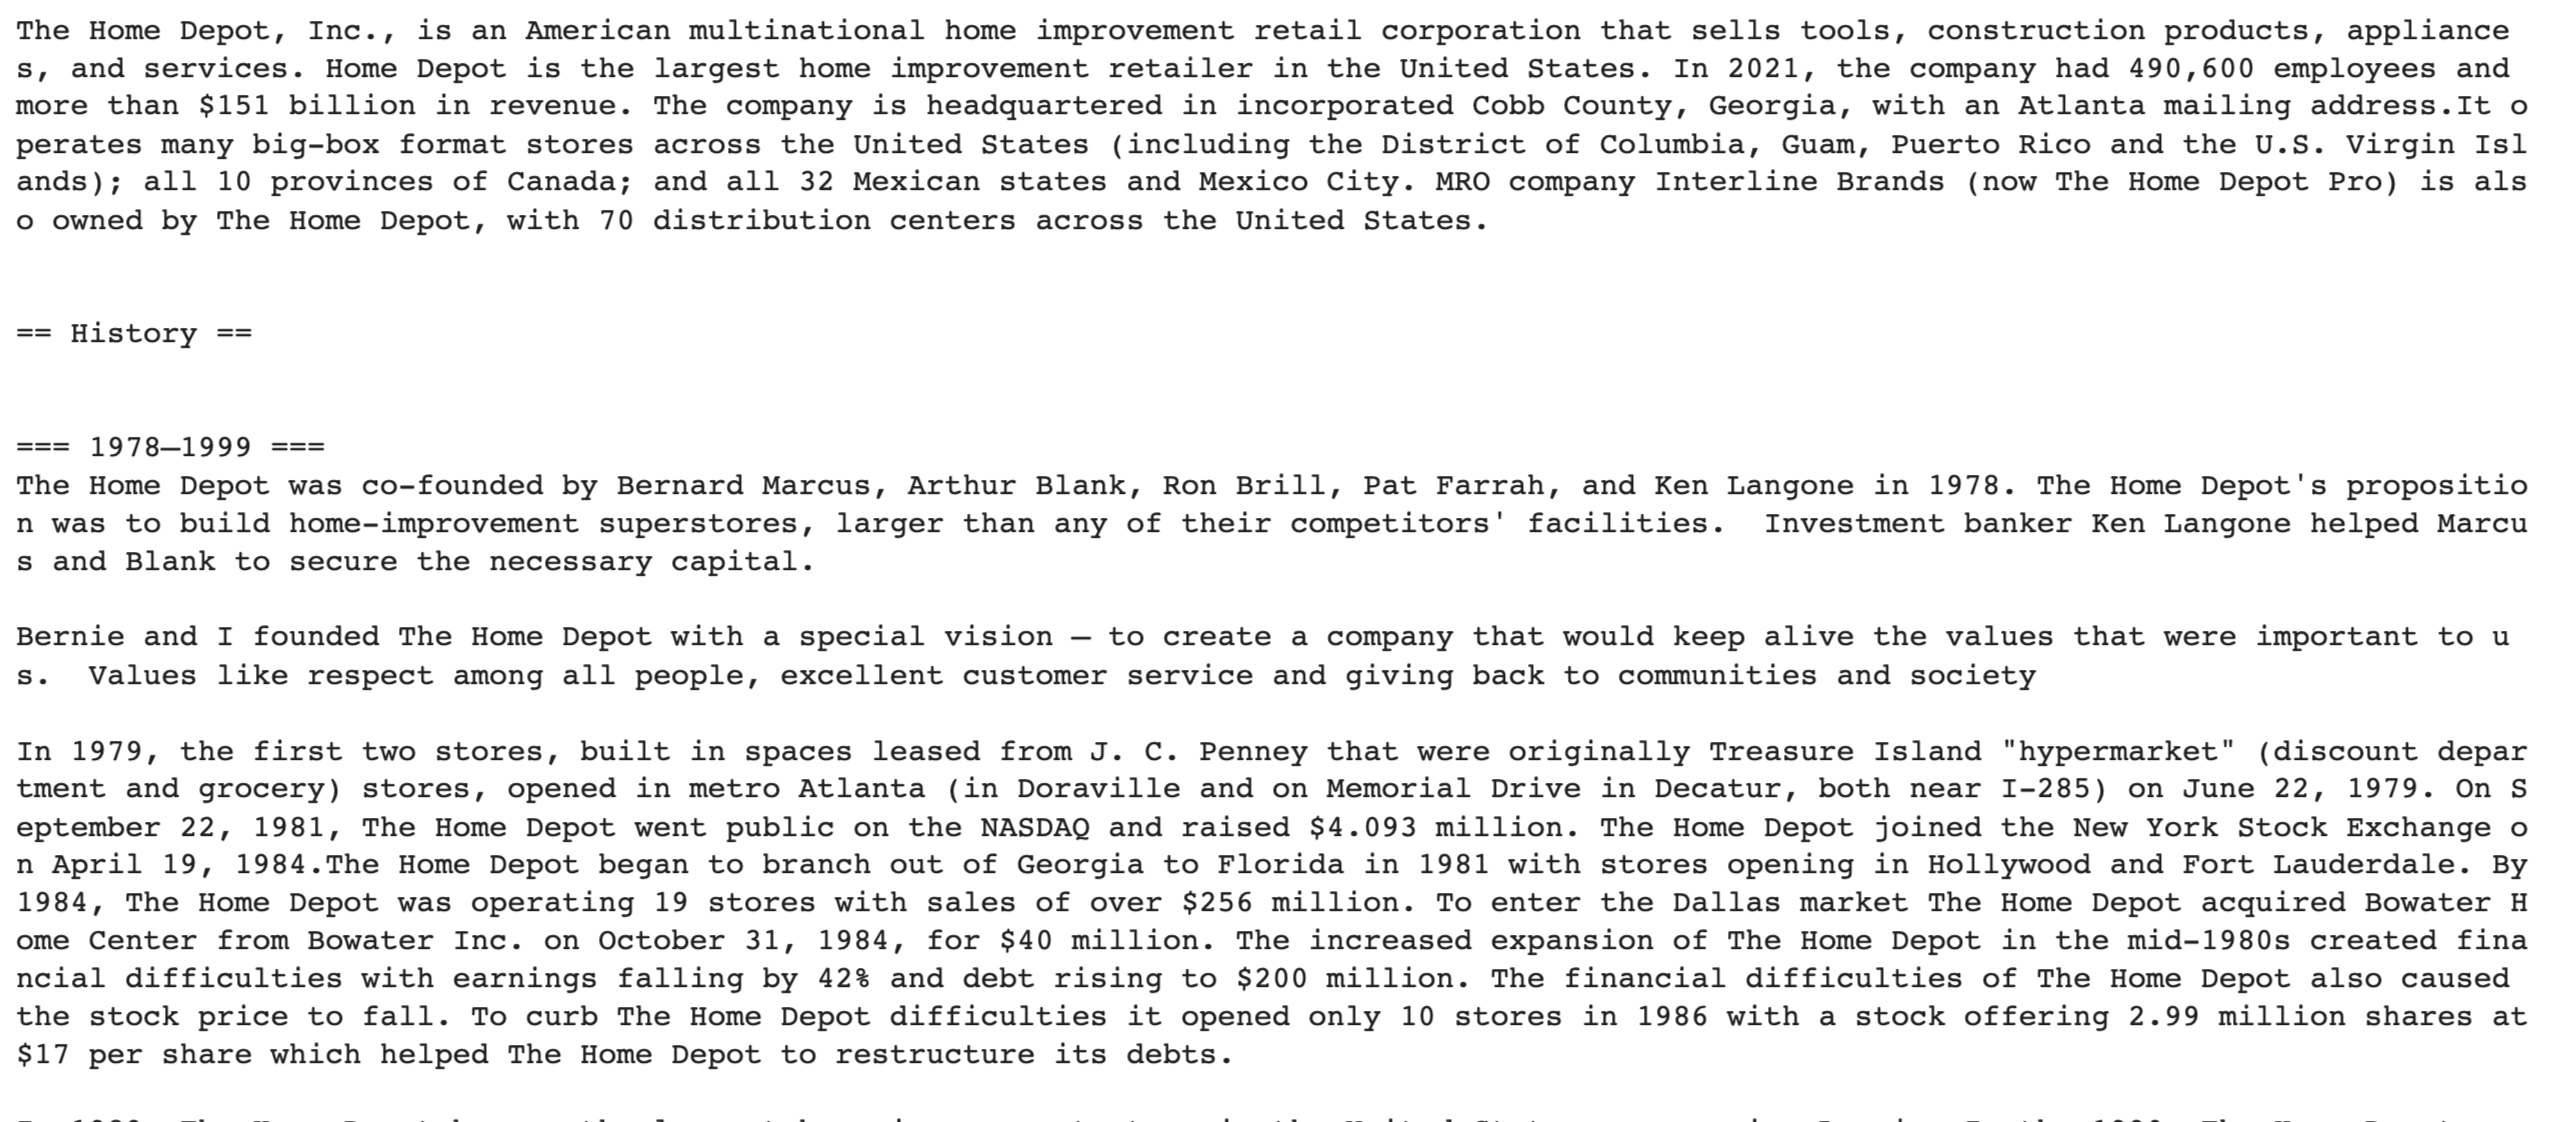 The Home Depot, Inc., is an American multinational home improvement retail corporation that sells tools, construction products, appliance
s, and services. Home Depot is the largest home improvement retailer in the United States. In 2021, the company had 490,600 employees and
more than $151 billion in revenue. The company is headquartered in incorporated Cobb County, Georgia, with an Atlanta mailing address.It o
perates many big-box format stores across the United States (including the District of Columbia, Guam, Puerto Rico and the U.S. Virgin Isl
ands); all 10 provinces of Canada; and all 32 Mexican states and Mexico City. MRO company Interline Brands (now The Home Depot Pro) is als
o owned by The Home Depot, with 70 distribution centers across the United States.
== History ==
=== 1978–1999 ===
The Home Depot was co-founded by Bernard Marcus, Arthur Blank, Ron Brill, Pat Farrah, and Ken Langone in 1978. The Home Depot's propositio
n was to build home-improvement superstores, larger than any of their competitors' facilities.  Investment banker Ken Langone helped Marcu
s and Blank to secure the necessary capital.
Bernie and I founded The Home Depot with a special vision – to create a company that would keep alive the values that were important to u
s.  Values like respect among all people, excellent customer service and giving back to communities and society
In 1979, the first two stores, built in spaces leased from J. C. Penney that were originally Treasure Island "hypermarket" (discount depar
tment and grocery) stores, opened in metro Atlanta (in Doraville and on Memorial Drive in Decatur, both near I-285) on June 22, 1979. On S
eptember 22, 1981, The Home Depot went public on the NASDAQ and raised $4.093 million. The Home Depot joined the New York Stock Exchange o
n April 19, 1984.The Home Depot began to branch out of Georgia to Florida in 1981 with stores opening in Hollywood and Fort Lauderdale. By
1984, The Home Depot was operating 19 stores with sales of over $256 million. To enter the Dallas market The Home Depot acquired Bowater H
ome Center from Bowater Inc. on October 31, 1984, for $40 million. The increased expansion of The Home Depot in the mid-1980s created fina
ncial difficulties with earnings falling by 42% and debt rising to $200 million. The financial difficulties of The Home Depot also caused
the stock price to fall. To curb The Home Depot difficulties it opened only 10 stores in 1986 with a stock offering 2.99 million shares at
$17 per share which helped The Home Depot to restructure its debts.